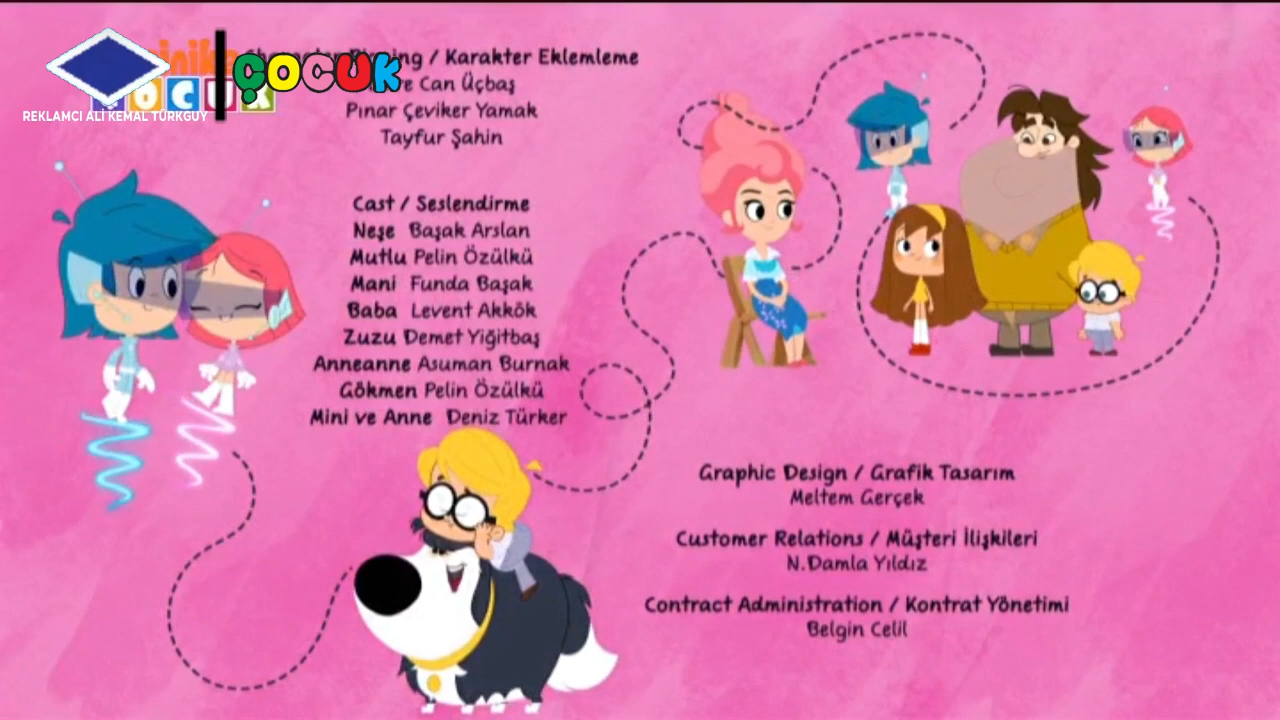 ÇOCUK
REKLAMCI ALİ KEMAL TÜRKGUY
/ Karakter Eklemleme
Can Üçbaş
Pınar Çeviker Yamak
Tayfur Şahin
Cast / Seslendirme
Neşe Başak Arslan
Mutlu Pelin Özülkü
Mani Funda Başak
Baba Levent Akkök
Zuzu Demet Yiğitbaş
Anneanne Asuman Burnak
Gökmen Pelin Özülkü
Mini ve Anne Deniz Türker
Graphic Design / Grafik Tasarım
Meltem Gerçek
Customer Relations / Müşteri İlişkileri
N.Damla Yıldız
Contract Administration / Kontrat Yönetimi
Belgin Celil